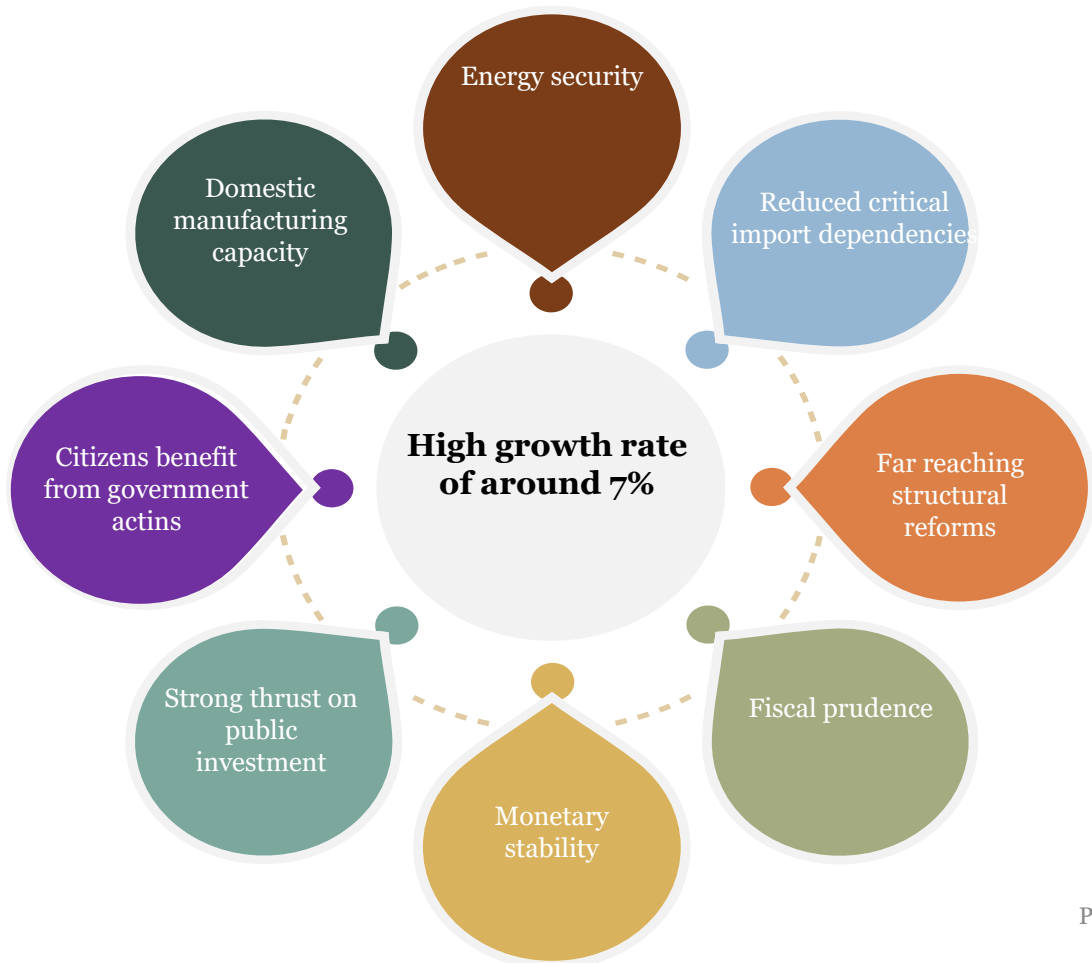 Energy security
Reduced critical
import dependencies
Far reaching
structural
reforms
Fiscal prudence
Monetary
stability
Strong thrust on
public
investment
Citizens benefit
from government
actins
Domestic
manufacturing
capacity
High growth rate
of around 7%
P